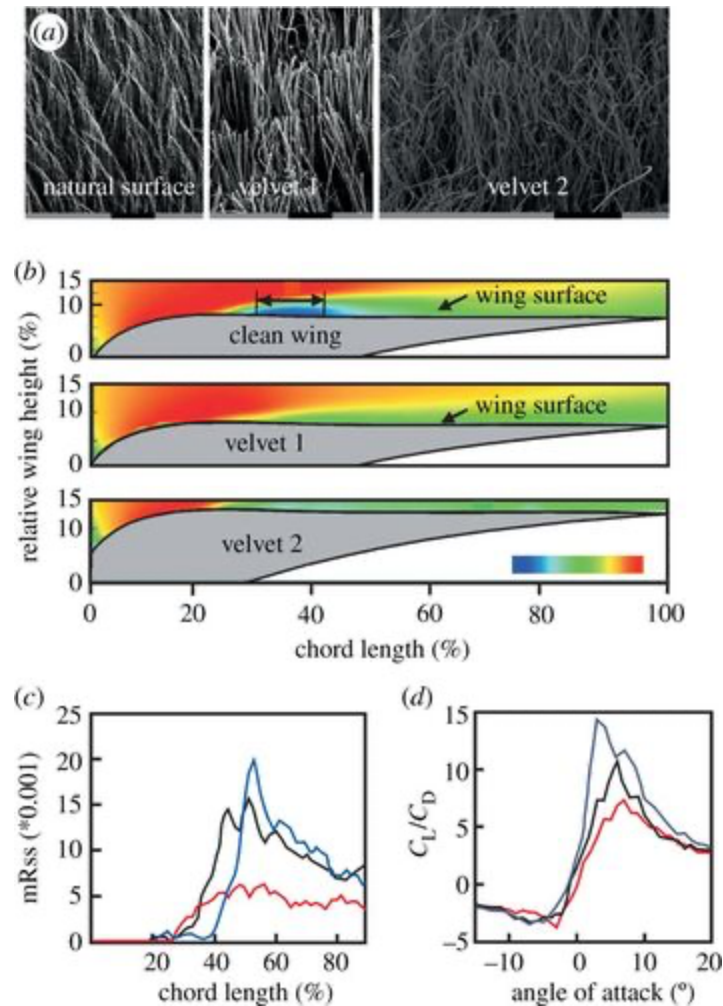 (a)
natural surface velvet 1 velvet 2
(b)
relative wing height (%)
15
10
0
wing surface
clean wing
15
10
0
wing surface
velvet 1
15
10
0
velvet 2
0 20 40 60 80 100
chord length (%)
(c)
mRss (*0.001)
25
20
15
10
5
0
20 40 60 80
chord length (%)
(d)
C_L/C_D
15
10
5
0
−5
−10 0 10 20
angle of attack (°)